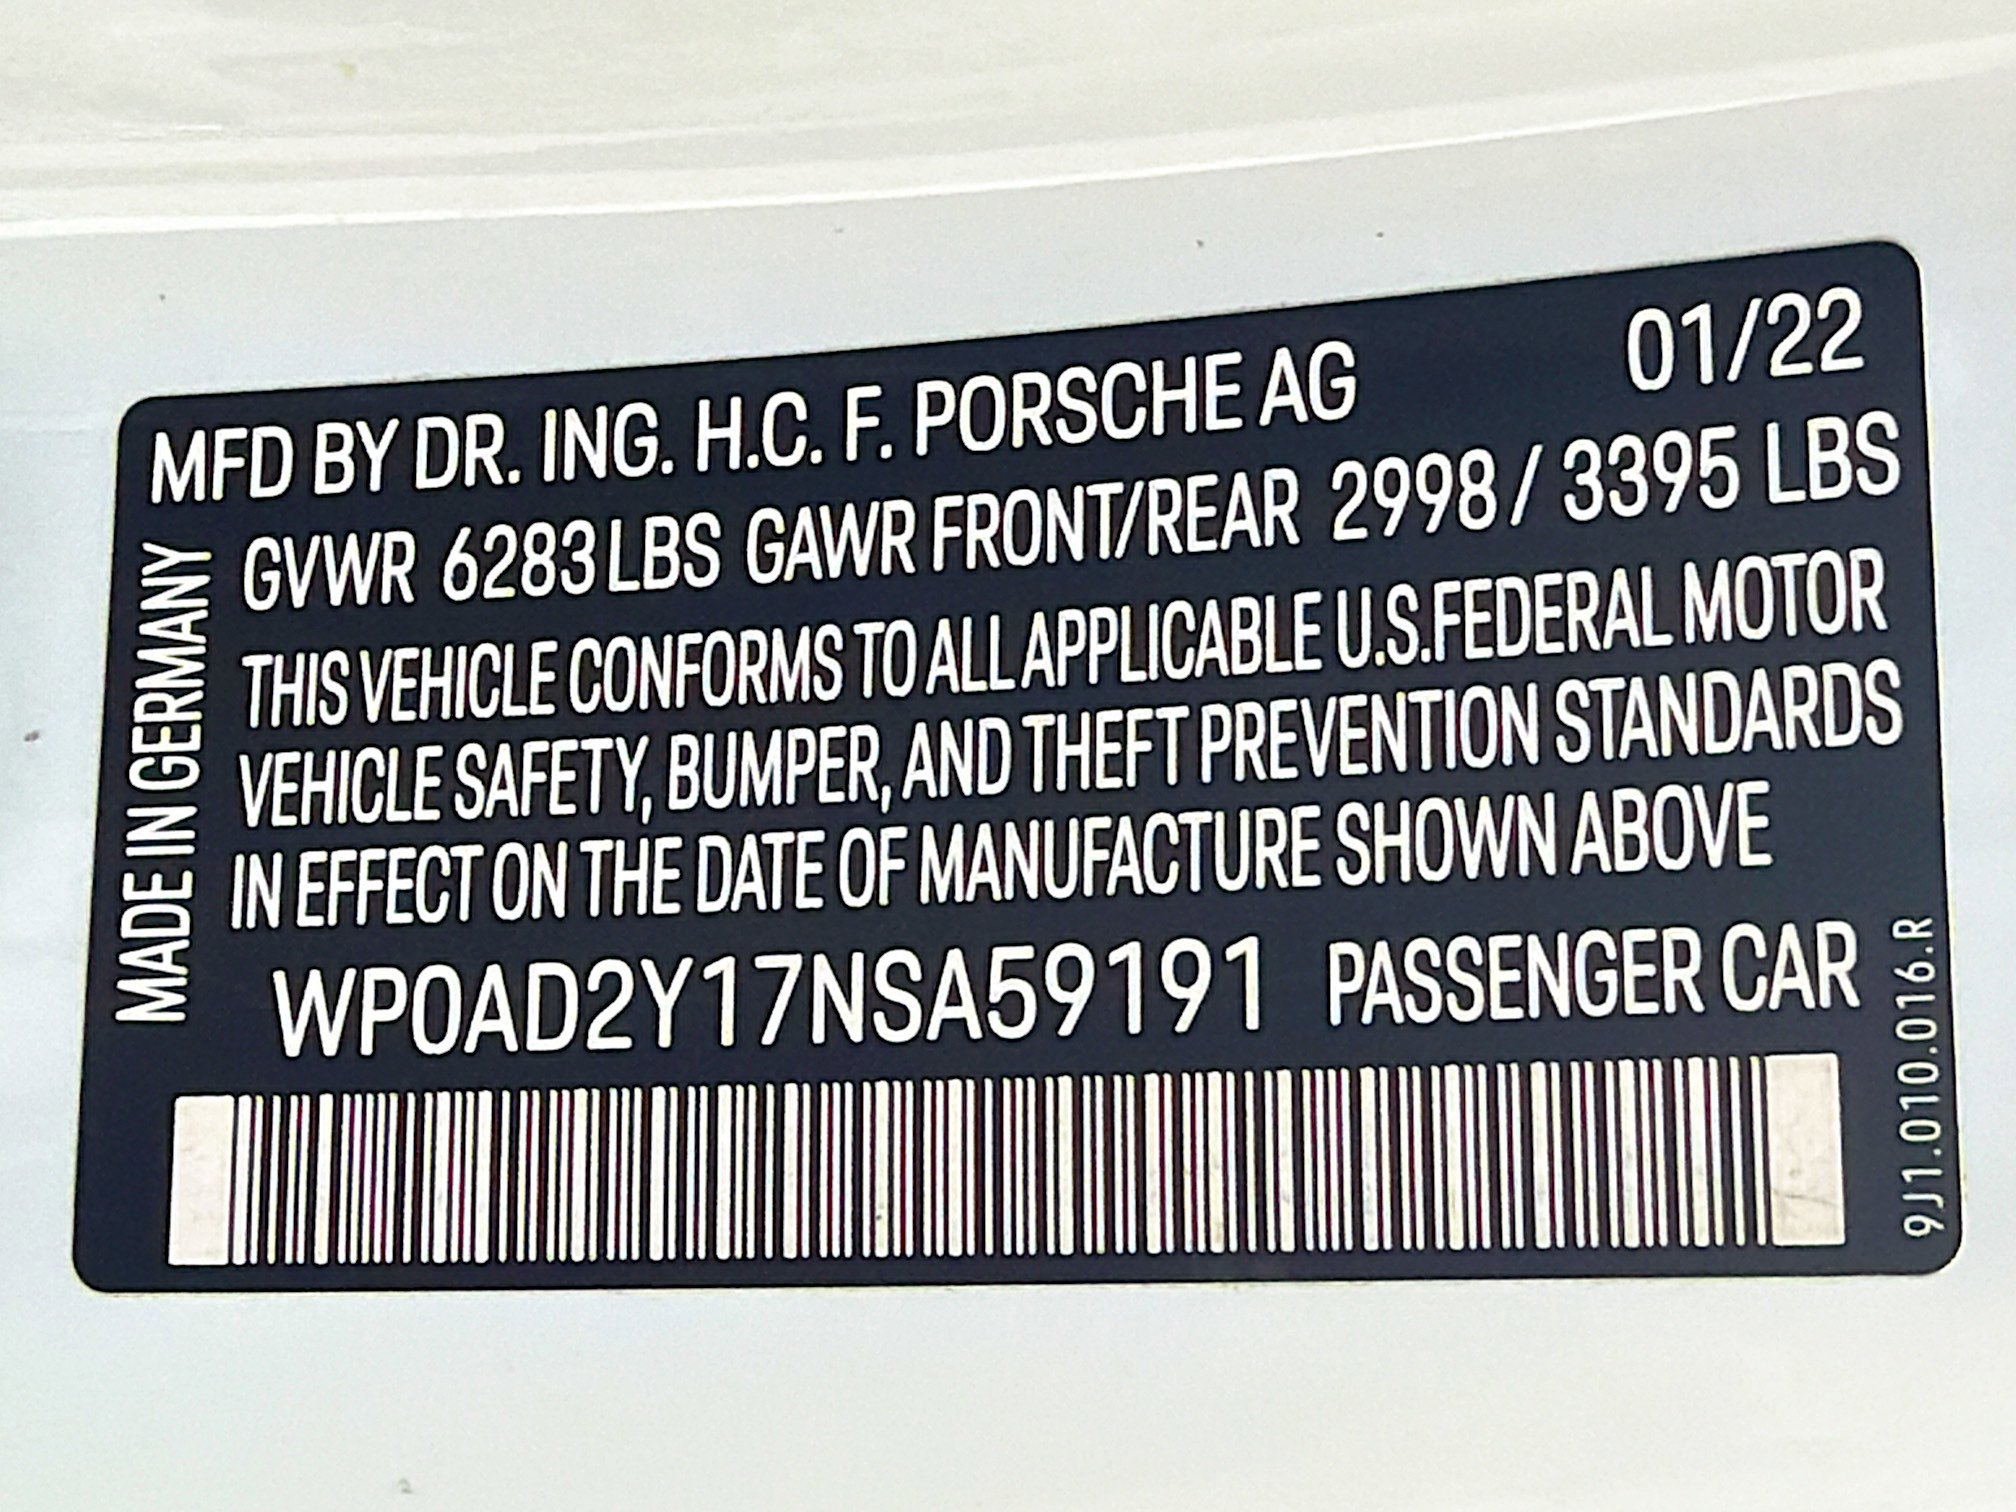 MFD BY DR. ING. H.C. F. PORSCHE AG 01/22
GVWR 6283 LBS GAWR FRONT/REAR 2998 / 3395 LBS
THIS VEHICLE CONFORMS TO ALL APPLICABLE U.S.FEDERAL MOTOR
VEHICLE SAFETY, BUMPER, AND THEFT PREVENTION STANDARDS
IN EFFECT ON THE DATE OF MANUFACTURE SHOWN ABOVE
WP0AD2Y17NSA59191 PASSENGER CAR
MADE IN GERMANY
9J1.010.016.R